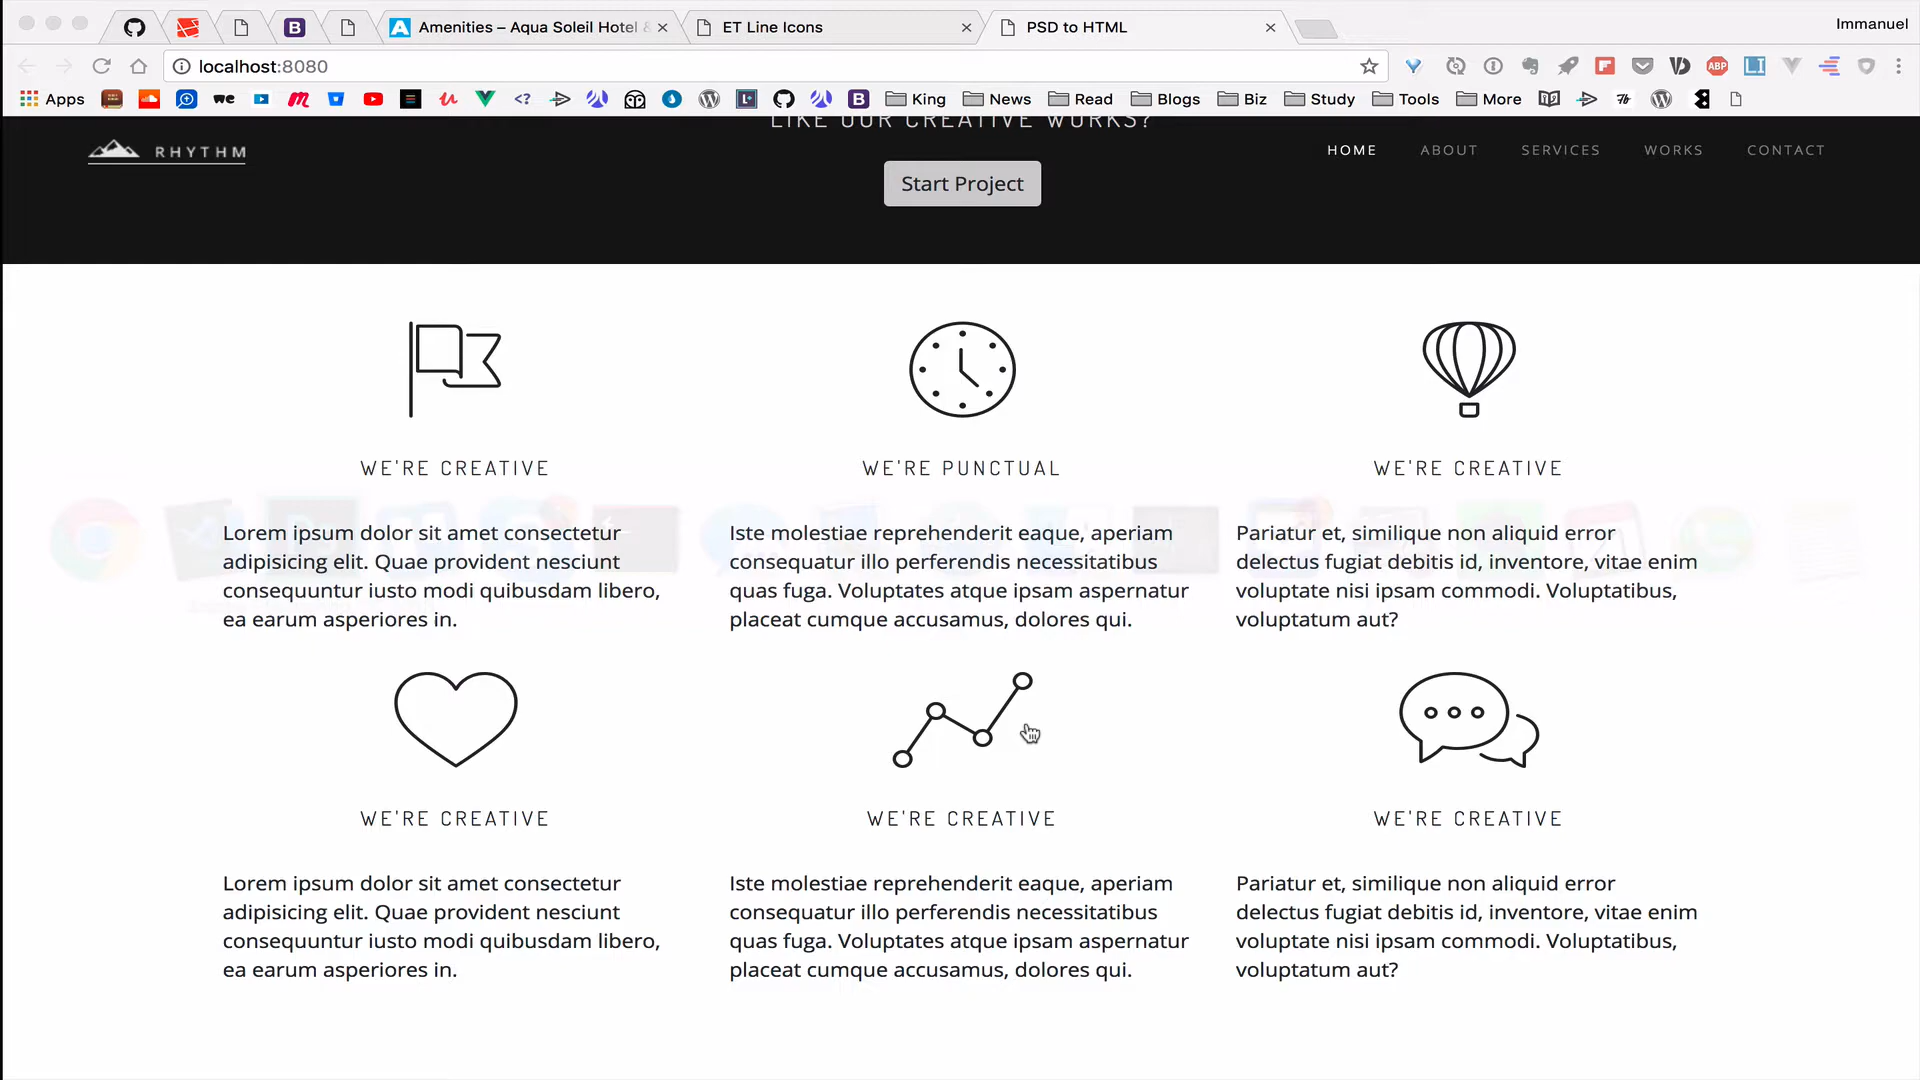 Amenities – Aqua Soleil Hotel &
ET Line Icons
PSD to HTML
Immanuel
localhost:8080
Apps
King
News
Read
Blogs
Biz
Study
Tools
More
LIKE OUR CREATIVE WORKS?
RHYTHM
HOME
ABOUT
SERVICES
WORKS
CONTACT
Start Project
WE'RE CREATIVE
Lorem ipsum dolor sit amet consectetur
adipisicing elit. Quae provident nesciunt
consequuntur iusto modi quibusdam libero,
ea earum asperiores in.
WE'RE PUNCTUAL
Iste molestiae reprehenderit eaque, aperiam
consequatur illo perferendis necessitatibus
quas fuga. Voluptates atque ipsam aspernatur
placeat cumque accusamus, dolores qui.
WE'RE CREATIVE
Pariatur et, similique non aliquid error
delectus fugiat debitis id, inventore, vitae enim
voluptate nisi ipsam commodi. Voluptatibus,
voluptatum aut?
WE'RE CREATIVE
Lorem ipsum dolor sit amet consectetur
adipisicing elit. Quae provident nesciunt
consequuntur iusto modi quibusdam libero,
ea earum asperiores in.
WE'RE CREATIVE
Iste molestiae reprehenderit eaque, aperiam
consequatur illo perferendis necessitatibus
quas fuga. Voluptates atque ipsam aspernatur
placeat cumque accusamus, dolores qui.
WE'RE CREATIVE
Pariatur et, similique non aliquid error
delectus fugiat debitis id, inventore, vitae enim
voluptate nisi ipsam commodi. Voluptatibus,
voluptatum aut?